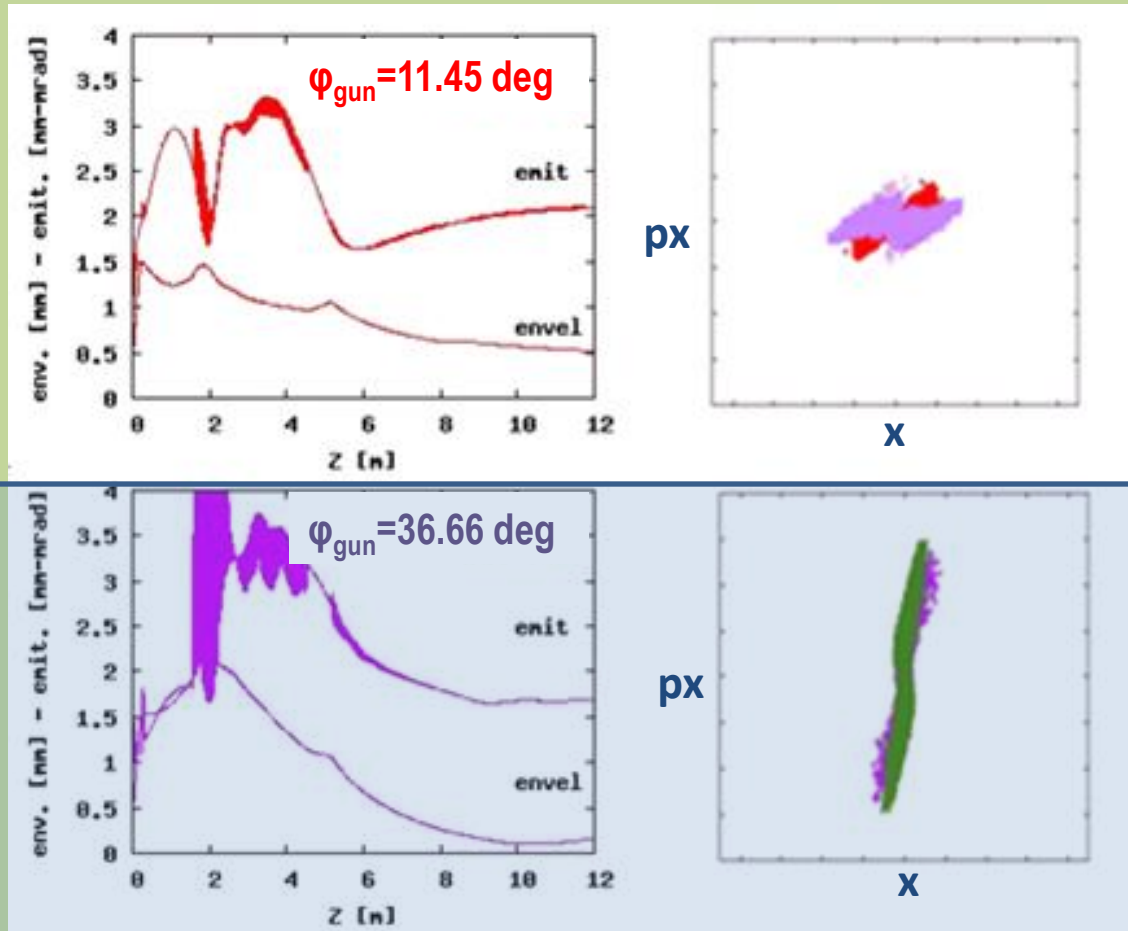 φgun=11.45 deg
env. [mm] - emit. [mm-mrad]
4
3.5
3
2.5
2
1.5
1
0.5
0
emit
envel
0 2 4 6 8 10 12
Z [m]
px
x
φgun=36.66 deg
env. [mm] - emit. [mm-mrad]
4
3.5
3
2.5
2
1.5
1
0.5
0
emit
envel
0 2 4 6 8 10 12
Z [m]
px
x